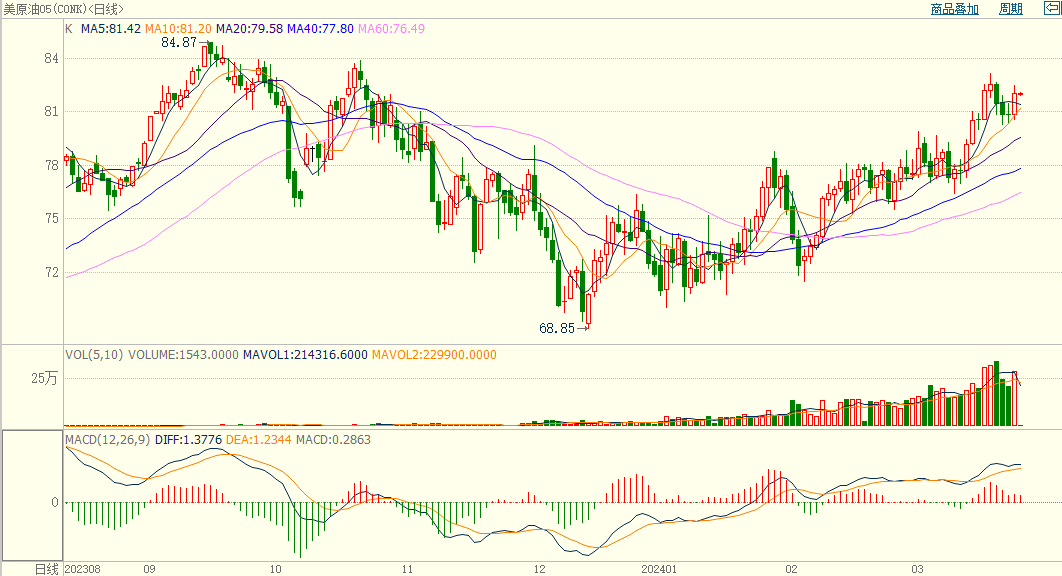 美原油05(CONK)<日线> 商品叠加 周期
K MA5:81.42 MA10:81.20 MA20:79.58 MA40:77.80 MA60:76.49
84.87
84
81
78
75
72
68.85
VOL(5,10) VOLUME:1543.0000 MAVOL1:214316.6000 MAVOL2:229900.0000
25万
MACD(12,26,9) DIFF:1.3776 DEA:1.2344 MACD:0.2863
0
日线 202308 09 10 11 12 202401 02 03